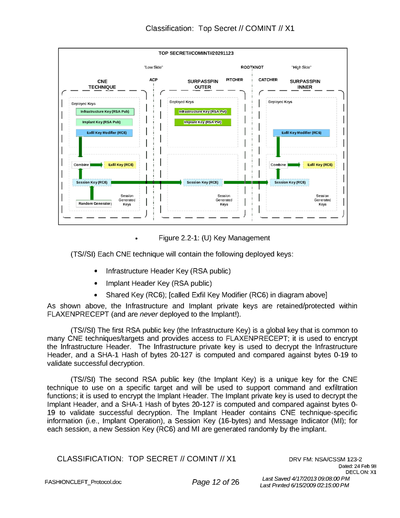 Classification: Top Secret // COMINT // X1
TOP SECRET//COMINT//20291123
"Low Side"
ROOTKNOT
"High Side"
CNE
TECHNIQUE
ADP
SURPASSPIN
OUTER
PITCHER
CATCHER
SURPASSPIN
INNER
Deployed Keys
Deployed Keys
Deployed Keys
Infrastructure Key (RSA Pub)
Infrastructure Key (RSA Pvt)
Implant Key (RSA Pub)
Implant Key (RSA Pvt)
Exfil Key Modifier (RC6)
Exfil Key Modifier (RC6)
Combine
Exfil Key (RC6)
Combine
Exfil Key (RC6)
Session Key (RC6)
Session Key (RC6)
Session Key (RC6)
Random Generator
Session
Generated
Keys
Session
Generated
Keys
Session
Generated
Keys
• Figure 2.2-1: (U) Key Management
(TS//SI) Each CNE technique will contain the following deployed keys:
• Infrastructure Header Key (RSA public)
• Implant Header Key (RSA public)
• Shared Key (RC6); [called Exfil Key Modifier (RC6) in diagram above]
As shown above, the Infrastructure and Implant private keys are retained/protected within
FLAXENPRECEPT (and are never deployed to the Implant!).
(TS//SI) The first RSA public key (the Infrastructure Key) is a global key that is common to
many CNE techniques/targets and provides access to FLAXENPRECEPT; it is used to encrypt
the Infrastructure Header. The Infrastructure private key is used to decrypt the Infrastructure
Header, and a SHA-1 Hash of bytes 20-127 is computed and compared against bytes 0-19 to
validate successful decryption.
(TS//SI) The second RSA public key (the Implant Key) is a unique key for the CNE
technique to use on a specific target and will be used to support command and exfiltration
functions; it is used to encrypt the Implant Header. The Implant private key is used to decrypt the
Implant Header, and a SHA-1 Hash of bytes 20-127 is computed and compared against bytes 0-
19 to validate successful decryption. The Implant Header contains CNE technique-specific
information (i.e., Implant Operation), a Session Key (16-bytes) and Message Indicator (MI); for
each session, a new Session Key (RC6) and MI are generated randomly by the implant.
CLASSIFICATION: TOP SECRET // COMINT // X1
DRV FM: NSA/CSSM 123-2
Dated: 24 Feb 98
DECL ON: X1
FASHIONCLEFT_Protocol.doc
Page 12 of 26
Last Saved 4/17/2013 09:08:00 PM
Last Printed 6/15/2009 02:15:00 PM